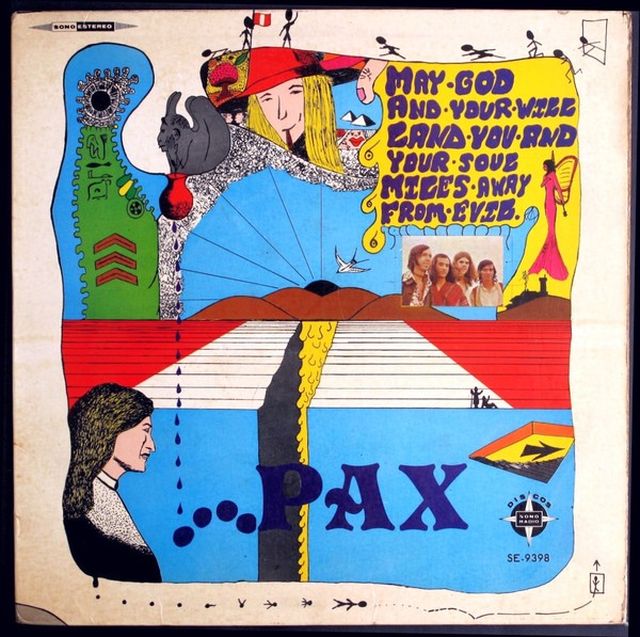 SONO ESTEREO
MAY·GOD
AND·YOUR·WILL
LAND·YOU·AND
YOUR·SOUL
MILES·AWAY
FROM·EVIL.
PAX
DISCOS
SONO
RADIO
SE-9398